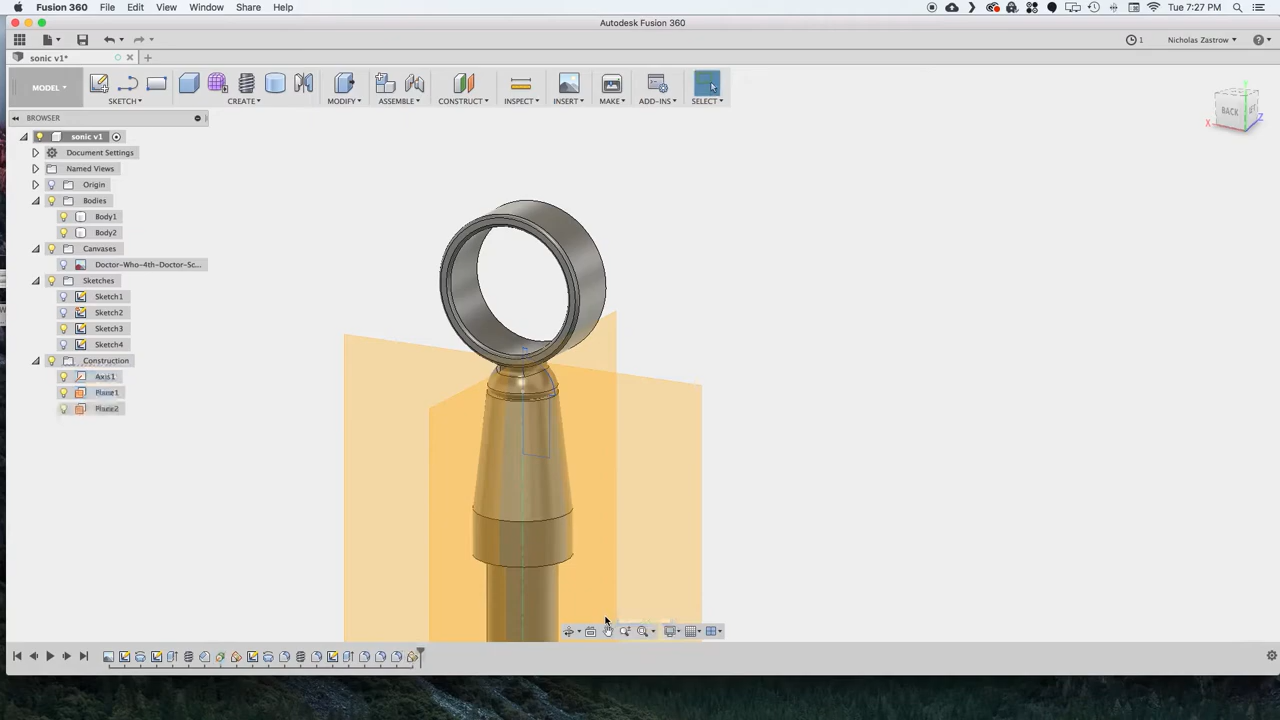 Fusion 360 File Edit View Window Share Help Tue 7:27 PM
Autodesk Fusion 360
1 Nicholas Zastrow
sonic v1*
MODEL SKETCH CREATE MODIFY ASSEMBLE CONSTRUCT INSPECT INSERT MAKE ADD-INS SELECT
BROWSER
BACK
X
Y
Z
sonic v1
Document Settings
Named Views
Origin
Bodies
Body1
Body2
Canvases
Doctor-Who-4th-Doctor-Sc...
Sketches
Sketch1
Sketch2
Sketch3
Sketch4
Construction
Axis1
Plane1
Plane2